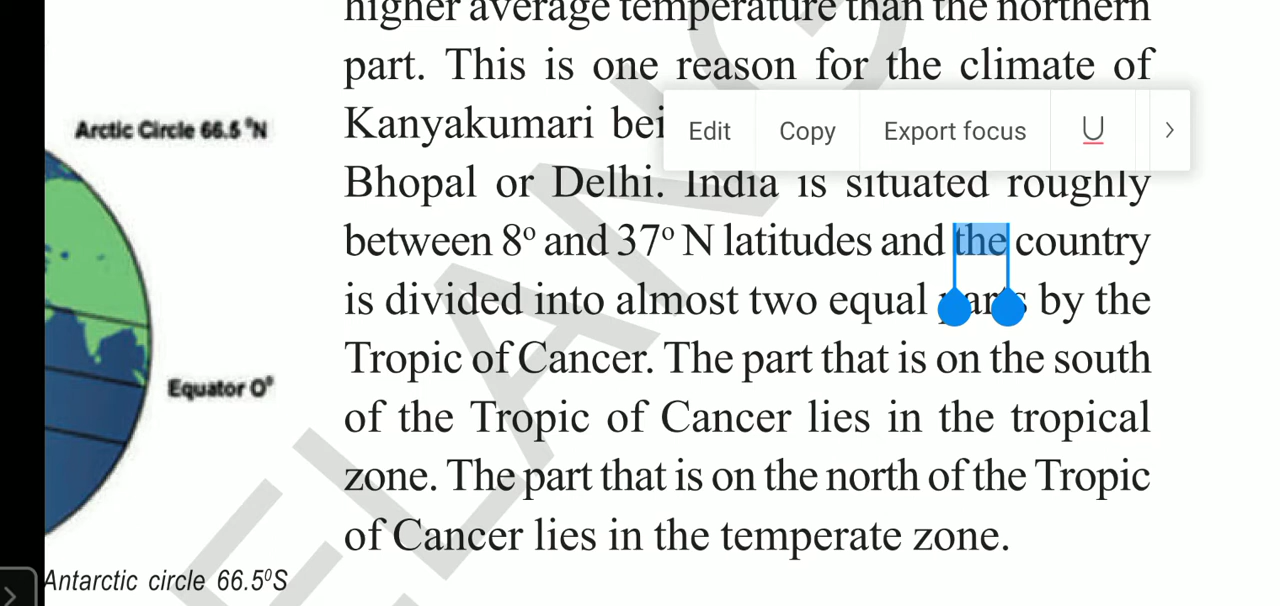 higher average temperature than the northern
part. This is one reason for the climate of
Arctic Circle 66.5 °N
Kanyakumari bei
Edit Copy Export focus U >
Bhopal or Delhi. India is situated roughly
between 8° and 37° N latitudes and the country
is divided into almost two equal parts by the
Tropic of Cancer. The part that is on the south
Equator 0°
of the Tropic of Cancer lies in the tropical
zone. The part that is on the north of the Tropic
of Cancer lies in the temperate zone.
Antarctic circle 66.5°S